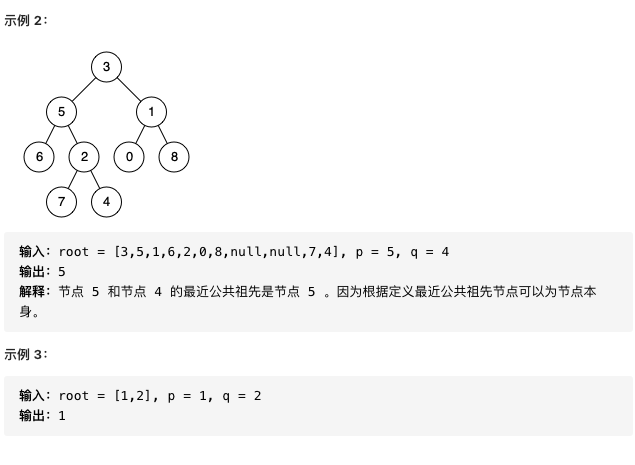 示例 2：
3
5 1
6 2 0 8
7 4
输入：root = [3,5,1,6,2,0,8,null,null,7,4], p = 5, q = 4
输出：5
解释：节点 5 和节点 4 的最近公共祖先是节点 5 。因为根据定义最近公共祖先节点可以为节点本
身。
示例 3：
输入：root = [1,2], p = 1, q = 2
输出：1